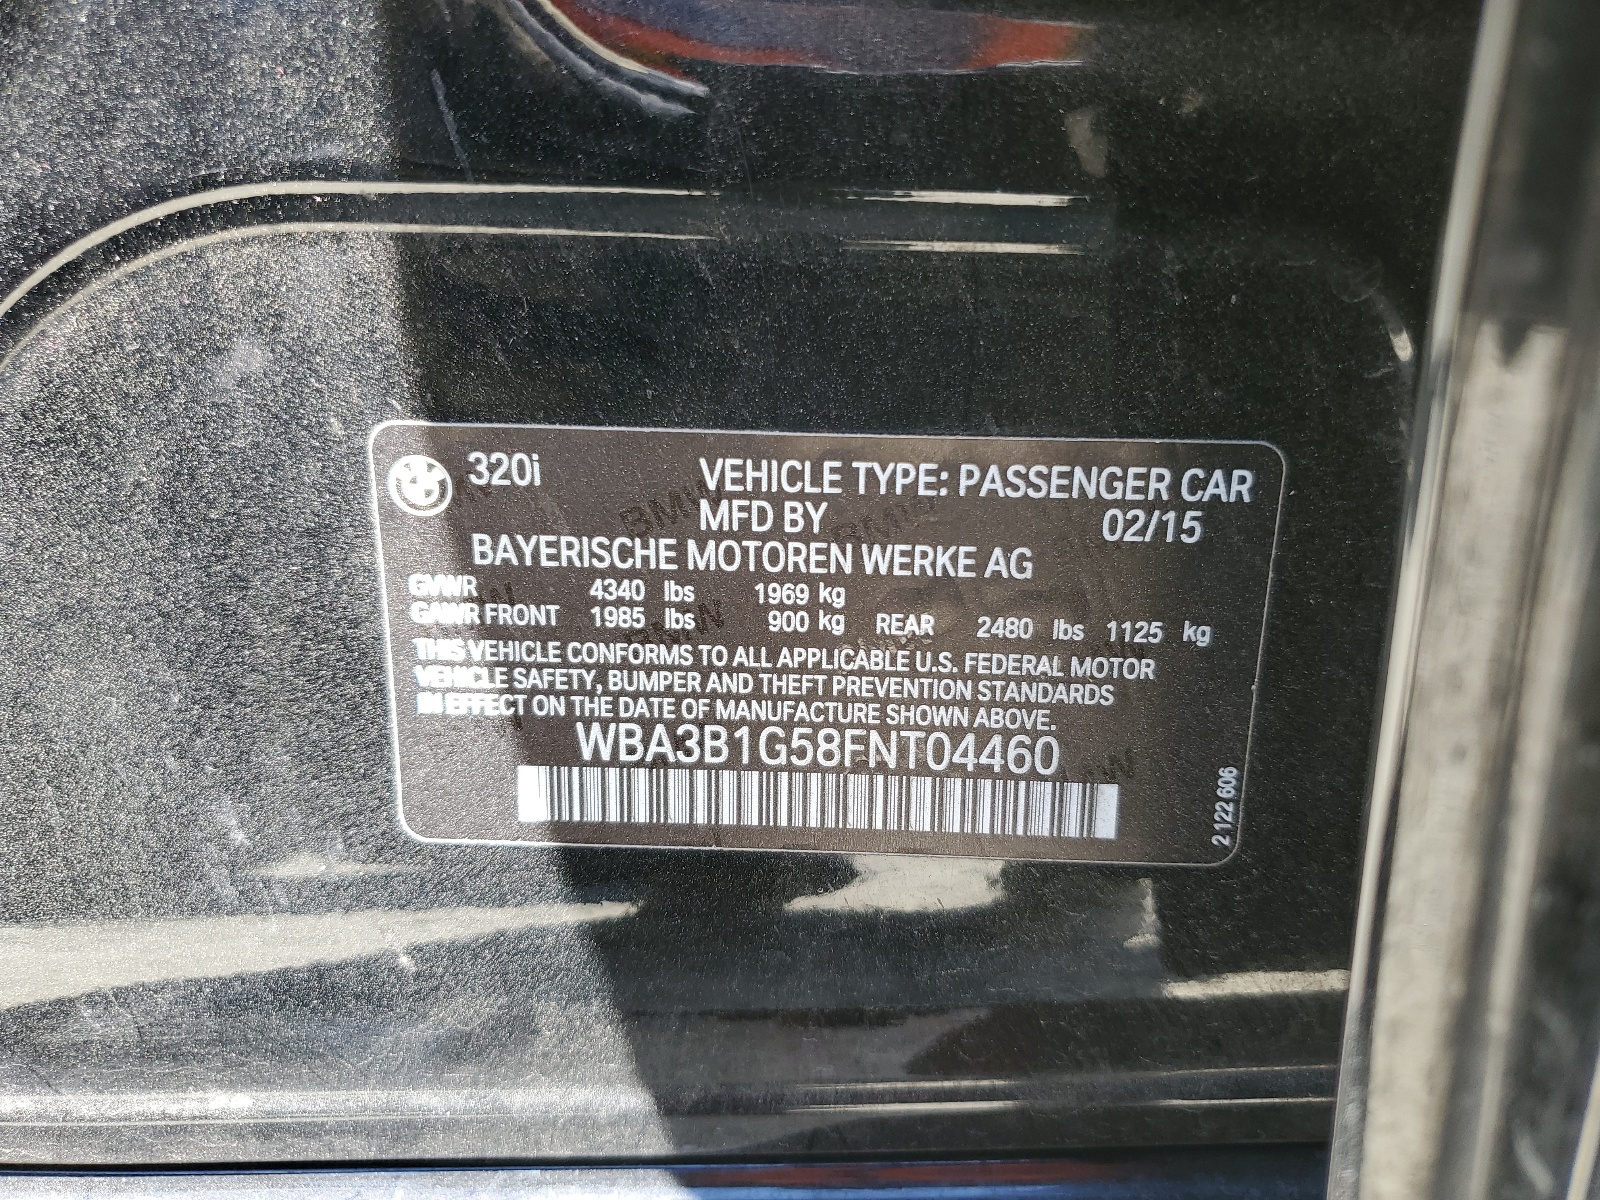 320i VEHICLE TYPE: PASSENGER CAR
MFD BY 02/15
BAYERISCHE MOTOREN WERKE AG
GVWR 4340 lbs 1969 kg
GAWR FRONT 1985 lbs 900 kg REAR 2480 lbs 1125 kg
THIS VEHICLE CONFORMS TO ALL APPLICABLE U.S. FEDERAL MOTOR
VEHICLE SAFETY, BUMPER AND THEFT PREVENTION STANDARDS
IN EFFECT ON THE DATE OF MANUFACTURE SHOWN ABOVE.
WBA3B1G58FNT04460
2 122 606